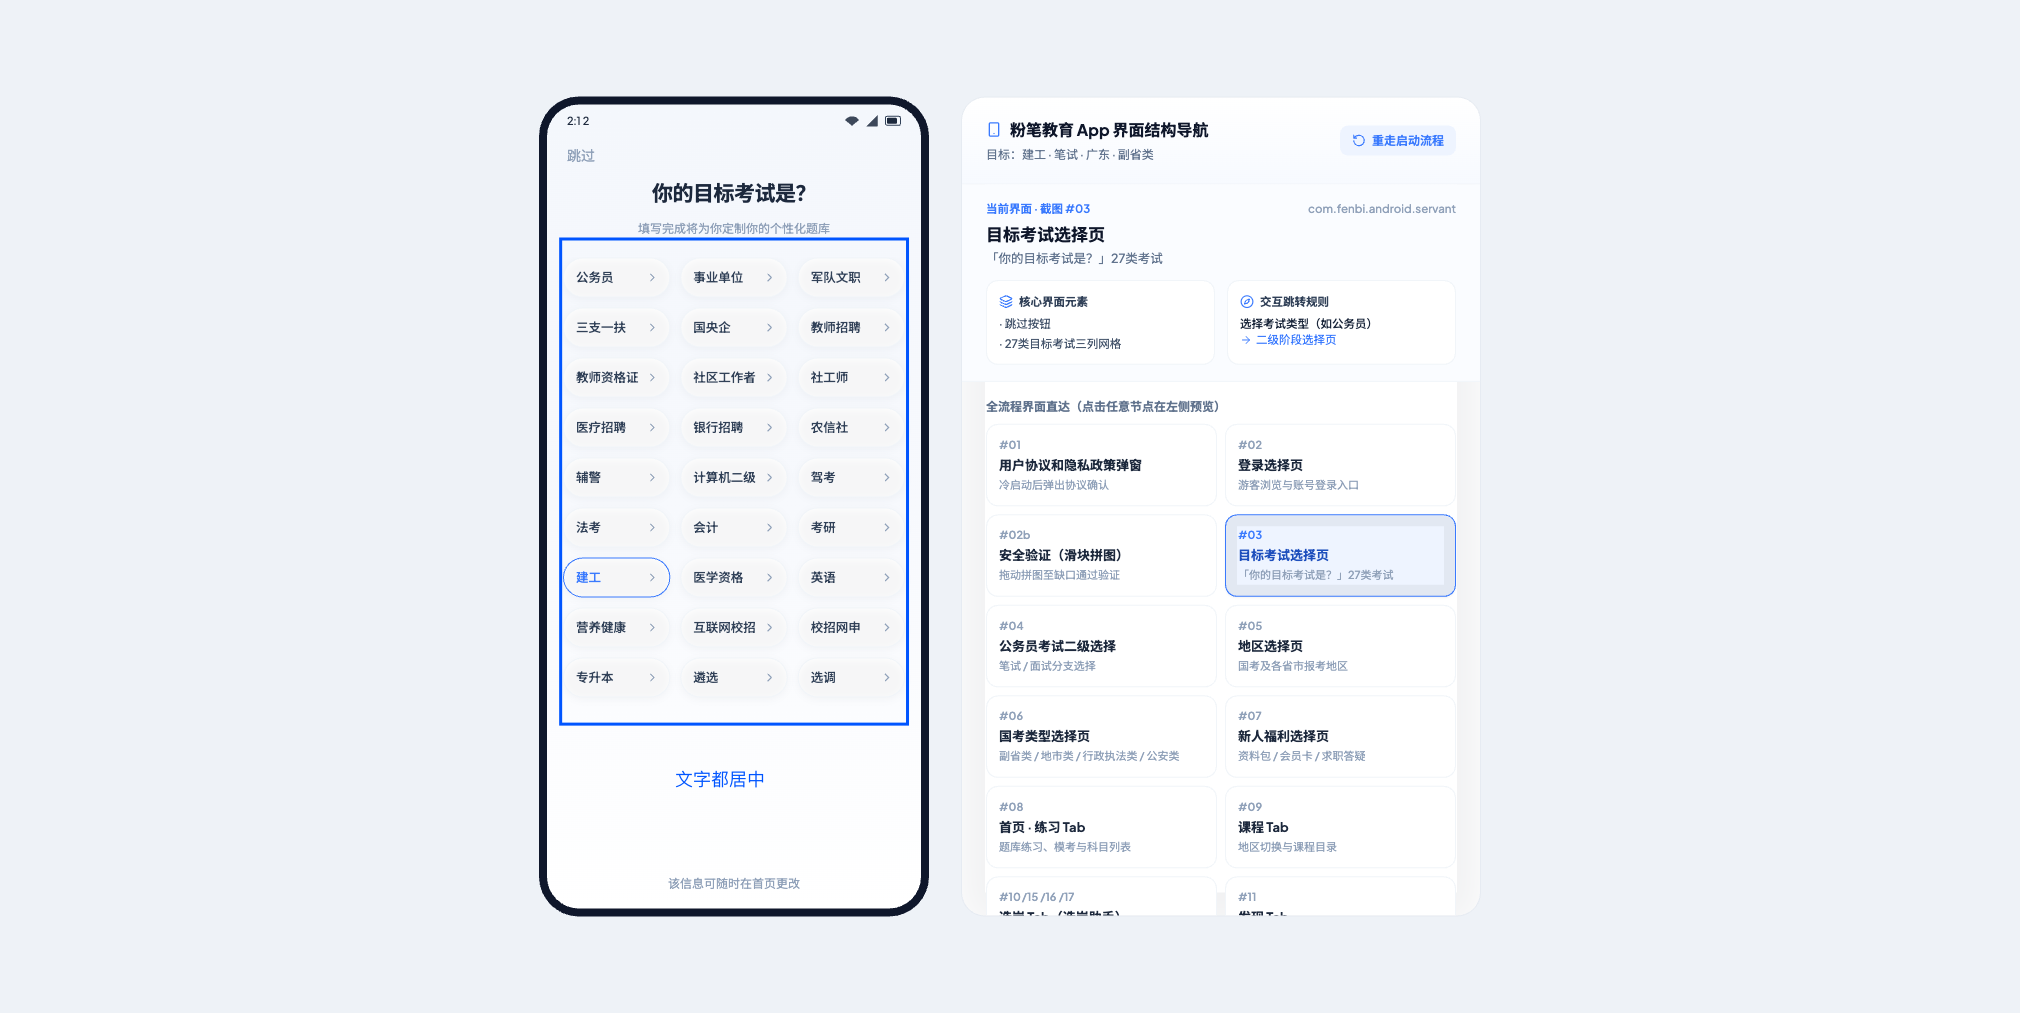 2:12
跳过
你的目标考试是？
填写完成将为你定制你的个性化题库
公务员
事业单位
军队文职
三支一扶
国央企
教师招聘
教师资格证
社区工作者
社工师
医疗招聘
银行招聘
农信社
辅警
计算机二级
驾考
法考
会计
考研
建工
医学资格
英语
营养健康
互联网校招
校招网申
专升本
遴选
选调
文字都居中
该信息可随时在首页更改
粉笔教育 App 界面结构导航
目标：建工 · 笔试 · 广东 · 副省类
重走启动流程
当前界面 · 截图 #03
com.fenbi.android.servant
目标考试选择页
「你的目标考试是？」27类考试
核心界面元素
· 跳过按钮
· 27类目标考试三列网格
交互跳转规则
选择考试类型（如公务员）
→ 二级阶段选择页
全流程界面直达（点击任意节点在左侧预览）
#01
用户协议和隐私政策弹窗
冷启动后弹出协议确认
#02
登录选择页
游客浏览与账号登录入口
#02b
安全验证（滑块拼图）
拖动拼图至缺口通过验证
#03
目标考试选择页
「你的目标考试是？」27类考试
#04
公务员考试二级选择
笔试 / 面试分支选择
#05
地区选择页
国考及各省市报考地区
#06
国考类型选择页
副省类 / 地市类 / 行政执法类 / 公安类
#07
新人福利选择页
资料包 / 会员卡 / 求职答疑
#08
首页 · 练习 Tab
题库练习、模考与科目列表
#09
课程 Tab
地区切换与课程目录
#10 /15 /16 /17
选岗 Tab（选岗助手）
#11
发现 Tab